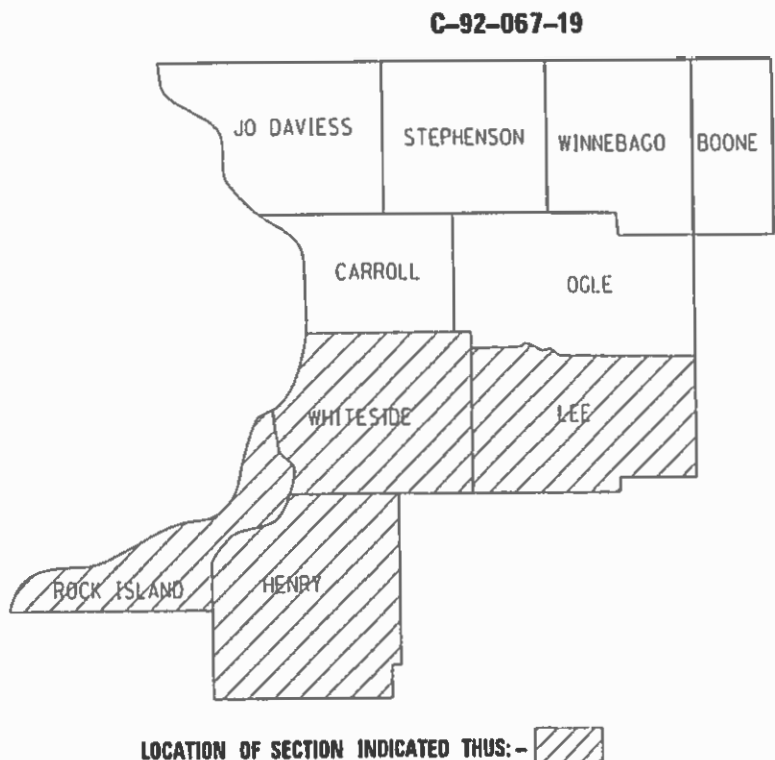 C-92-067-19
JO DAVIESS
STEPHENSON
WINNEBAGO
BOONE
CARROLL
OGLE
WHITESIDE
LEE
ROCK ISLAND
HENRY
LOCATION OF SECTION INDICATED THUS: -